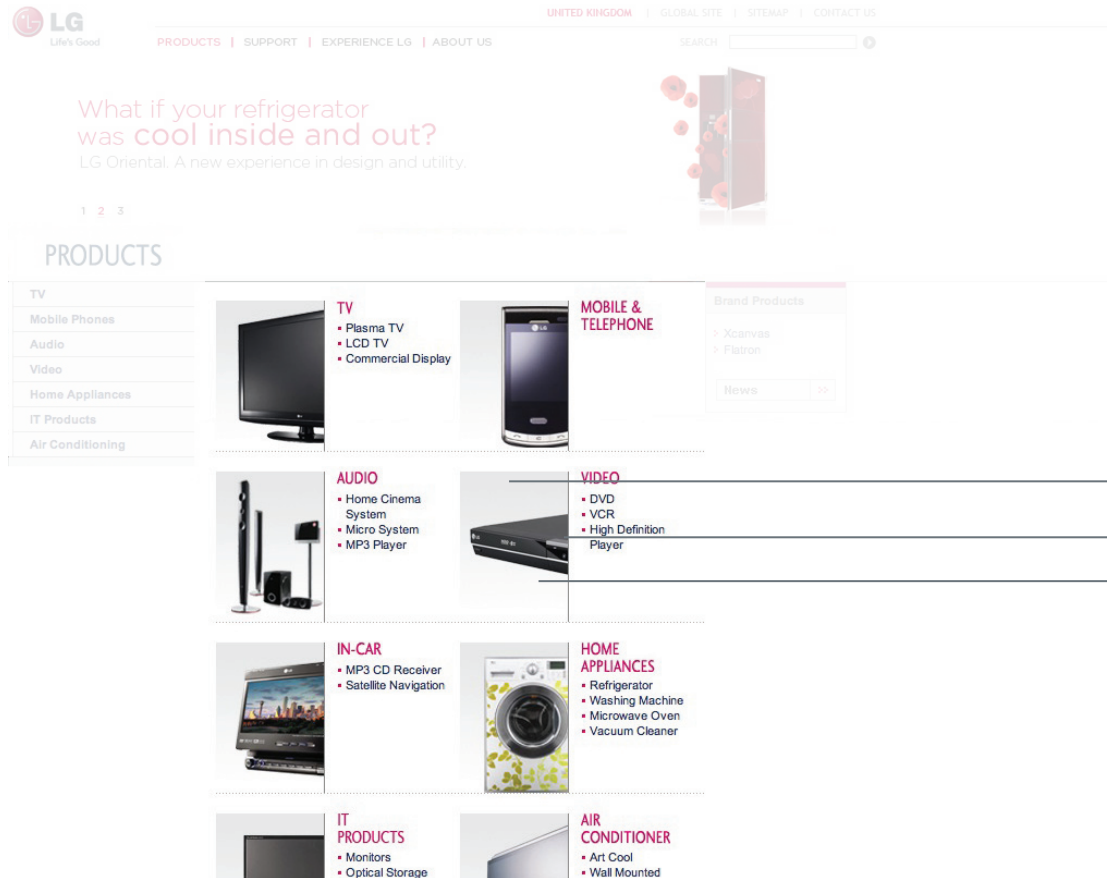 LG
Life's Good
UNITED KINGDOM | GLOBAL SITE | SITEMAP | CONTACT US
PRODUCTS | SUPPORT | EXPERIENCE LG | ABOUT US
SEARCH
What if your refrigerator
was cool inside and out?
LG Oriental. A new experience in design and utility.
1 2 3
PRODUCTS
TV
Mobile Phones
Audio
Video
Home Appliances
IT Products
Air Conditioning
TV
Plasma TV
LCD TV
Commercial Display
MOBILE &
TELEPHONE
Brand Products
> Xcanvas
> Flatron
News >>
AUDIO
Home Cinema
System
Micro System
MP3 Player
VIDEO
DVD
VCR
High Definition
Player
IN-CAR
MP3 CD Receiver
Satellite Navigation
HOME
APPLIANCES
Refrigerator
Washing Machine
Microwave Oven
Vacuum Cleaner
IT
PRODUCTS
Monitors
Optical Storage
AIR
CONDITIONER
Art Cool
Wall Mounted